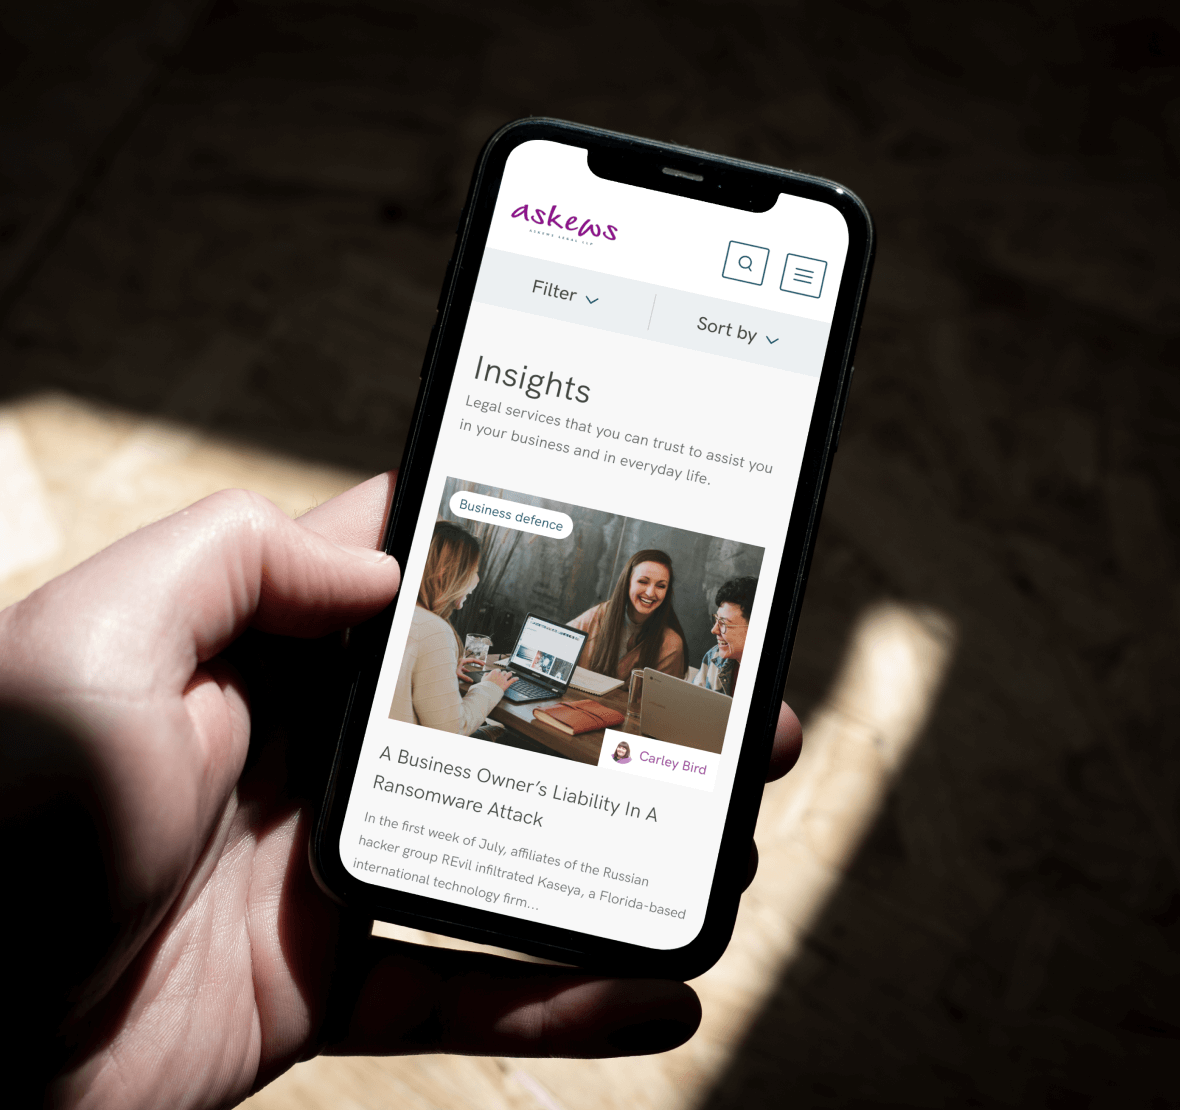 askews
ASKEWS LEGAL LLP
Filter
Sort by
Insights
Legal services that you can trust to assist you
in your business and in everyday life.
Business defence
Carley Bird
A Business Owner's Liability In A
Ransomware Attack
In the first week of July, affiliates of the Russian
hacker group REvil infiltrated Kaseya, a Florida-based
international technology firm...